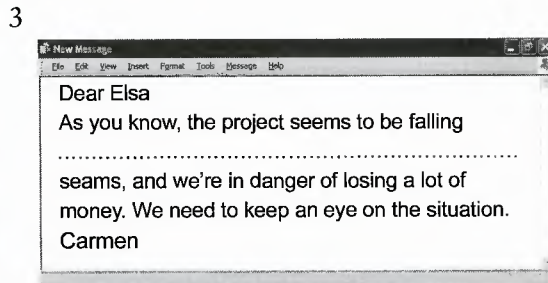 3
New Message
File Edit View Insert Format Tools Message Help
Dear Elsa
As you know, the project seems to be falling
................................................................
seams, and we're in danger of losing a lot of
money. We need to keep an eye on the situation.
Carmen